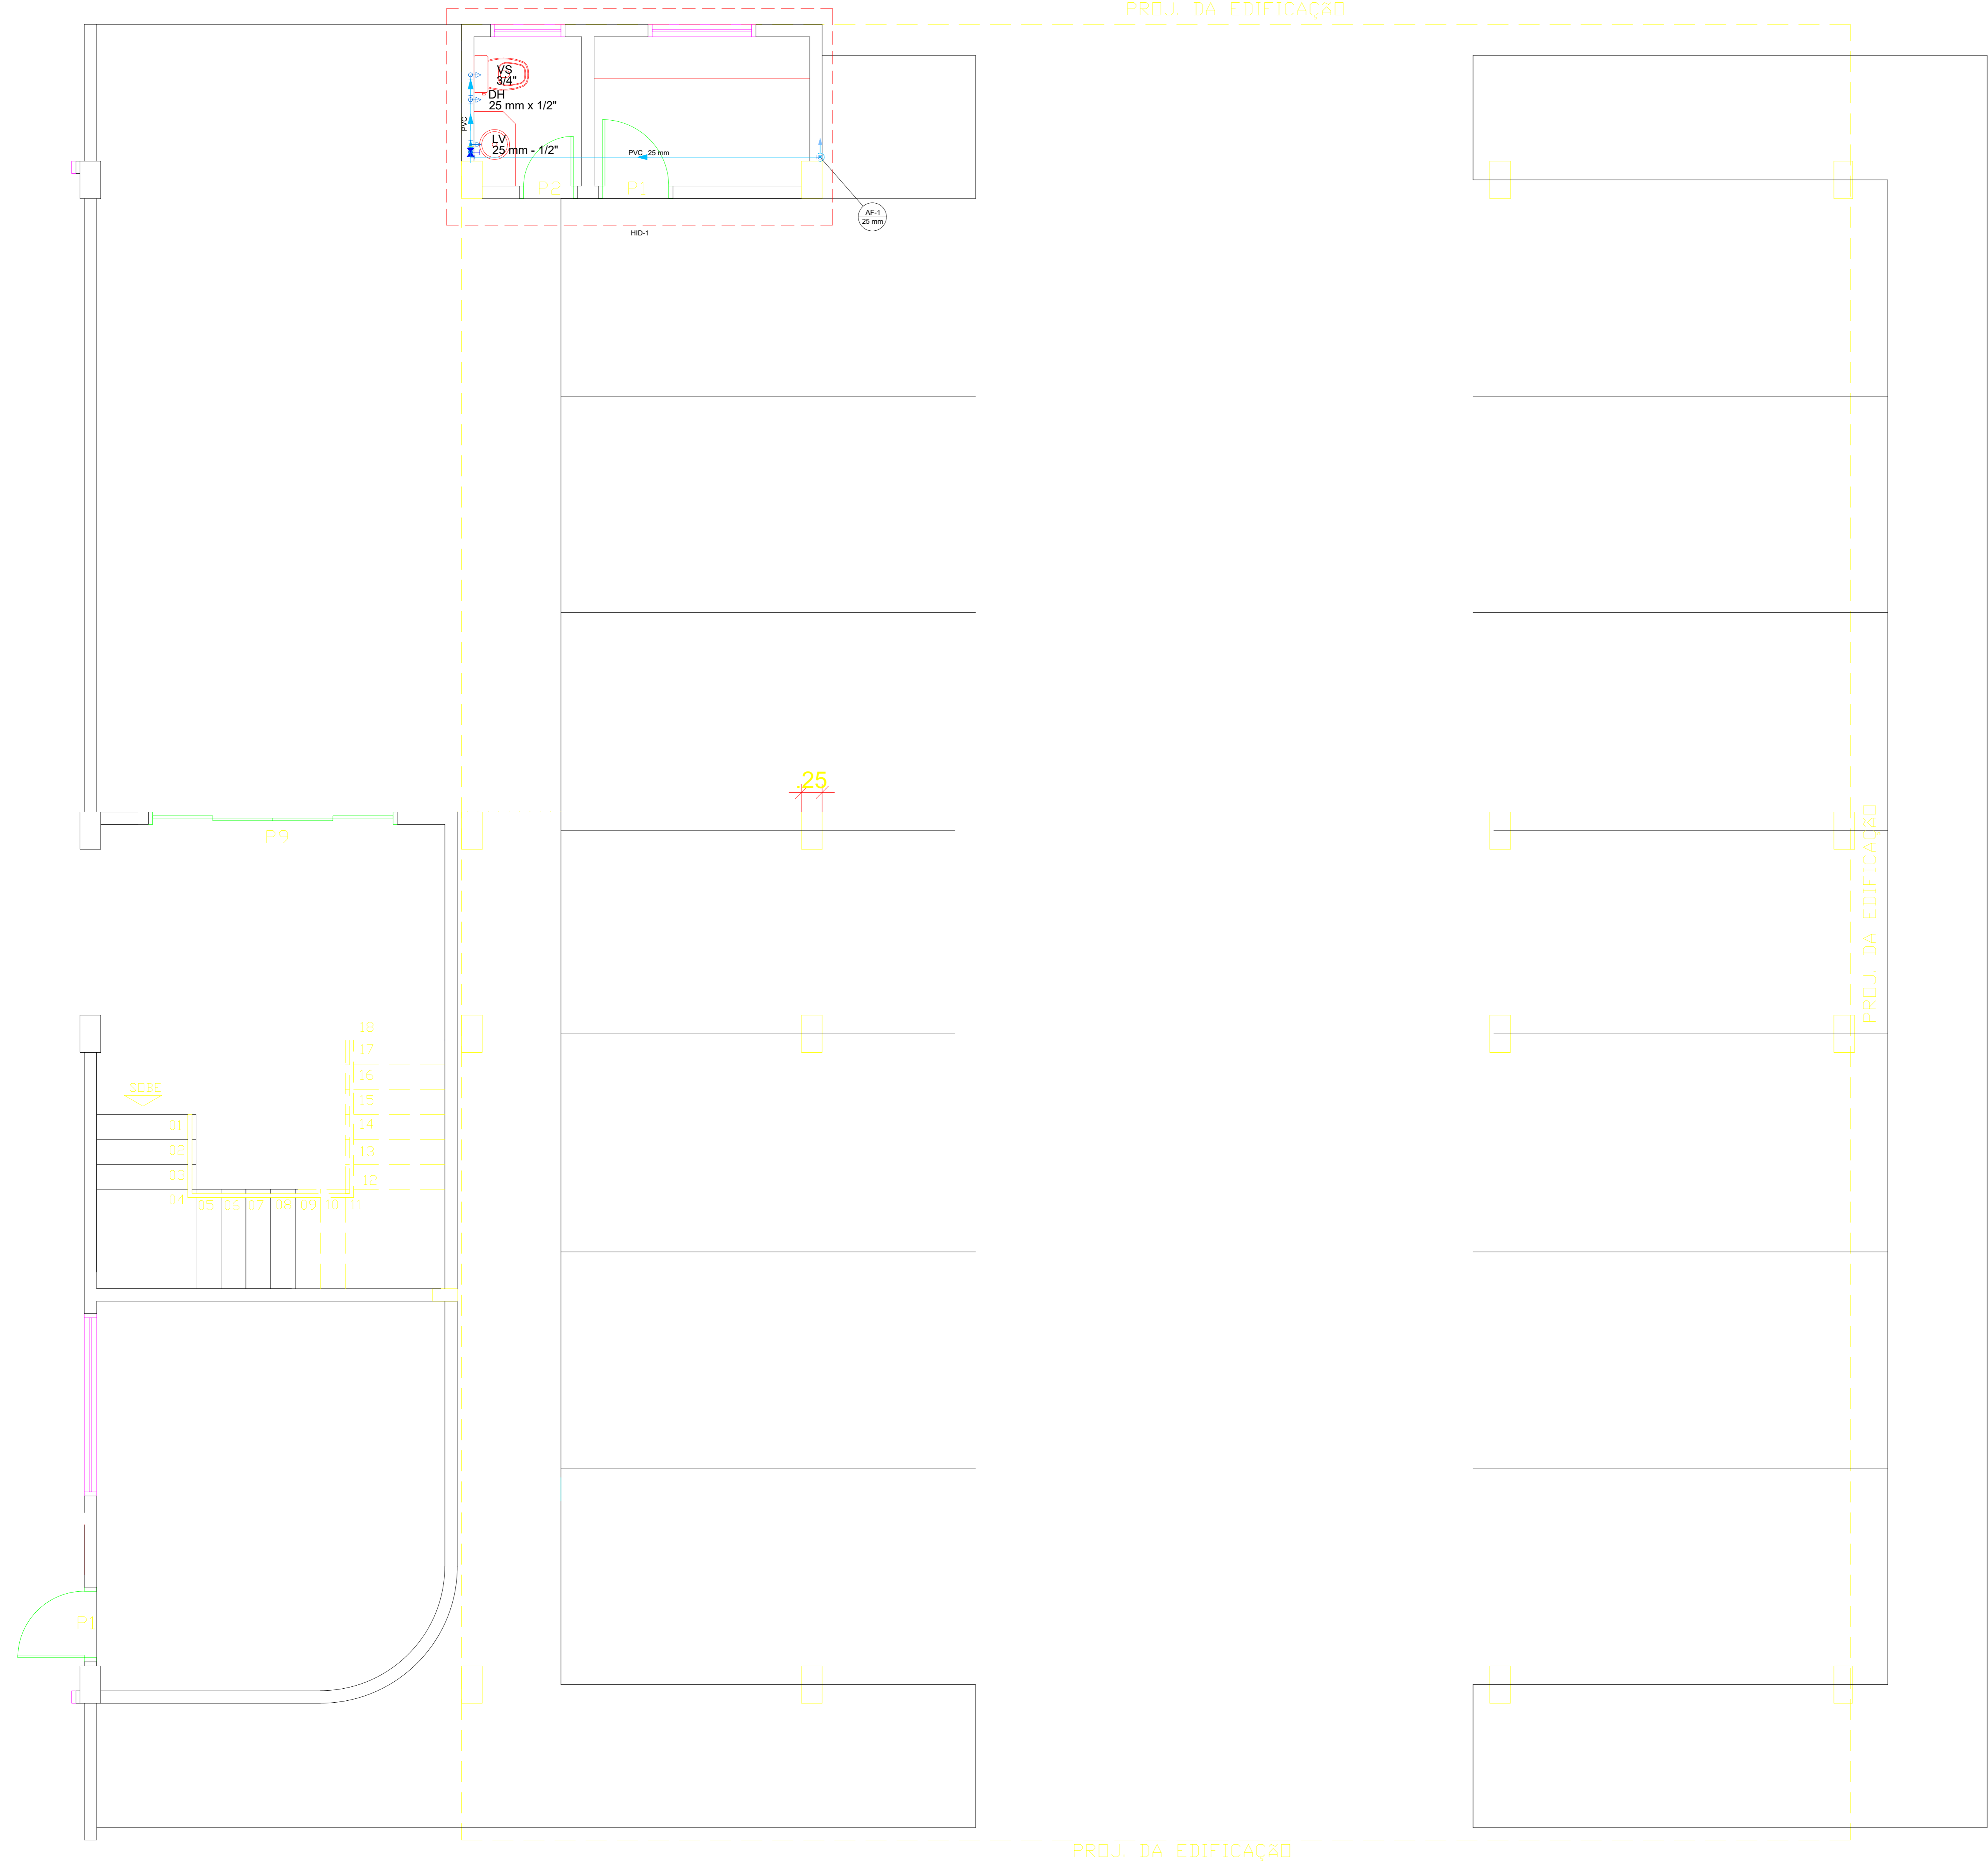 PROJ. DA EDIFICAÇÃO
VS
3/4"
DH
25 mm x 1/2"
PVC
LV
25 mm - 1/2"
PVC 25 mm
P2
P1
AF-1
25 mm
HID-1
.25
P9
PROJ. DA EDIFICAÇÃO
18
17
16
SOBE
15
01
14
02
13
03
12
04
05 06 07 08 09 10 11
P1
PROJ. DA EDIFICAÇÃO